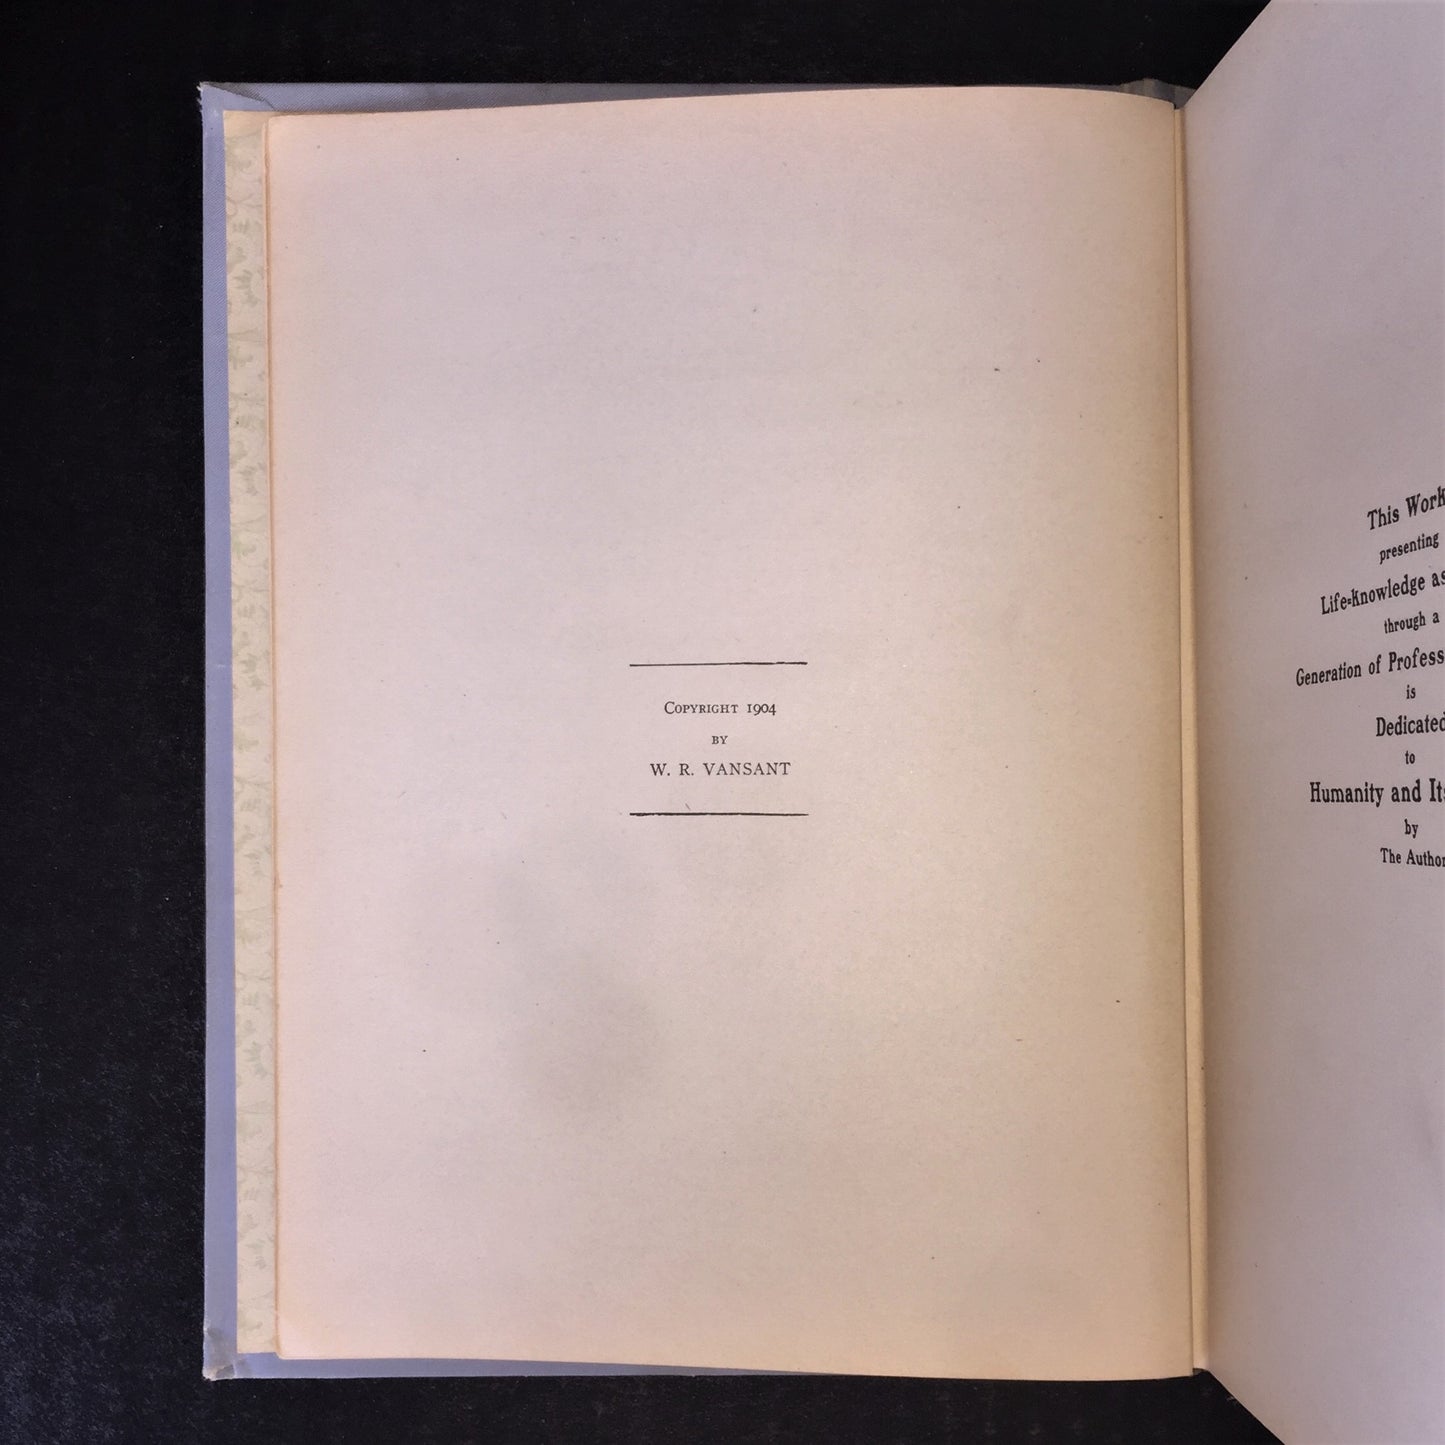 COPYRIGHT 1904
BY
W. R. VANSANT
This Work
presenting
Life-Knowledge as
through a
Generation of Profess
is
Dedicated
to
Humanity and Its
by
The Author